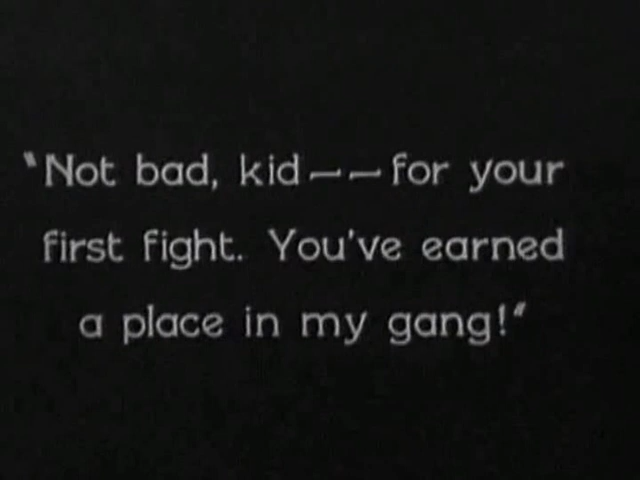 "Not bad, kid——for your
first fight. You've earned
a place in my gang!"